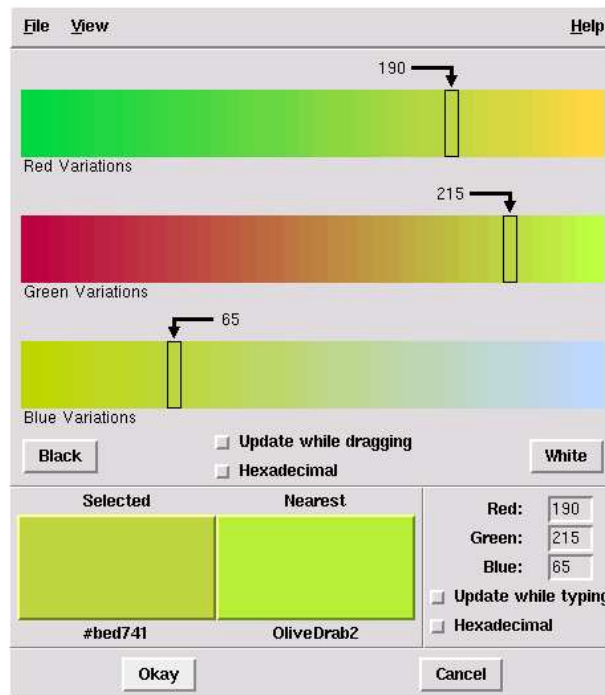 File View Help
190
Red Variations
215
Green Variations
65
Blue Variations
Black
Update while dragging
White
Hexadecimal
Selected Nearest
Red: 190
Green: 215
Blue: 65
Update while typing
#bed741 OliveDrab2
Hexadecimal
Okay Cancel